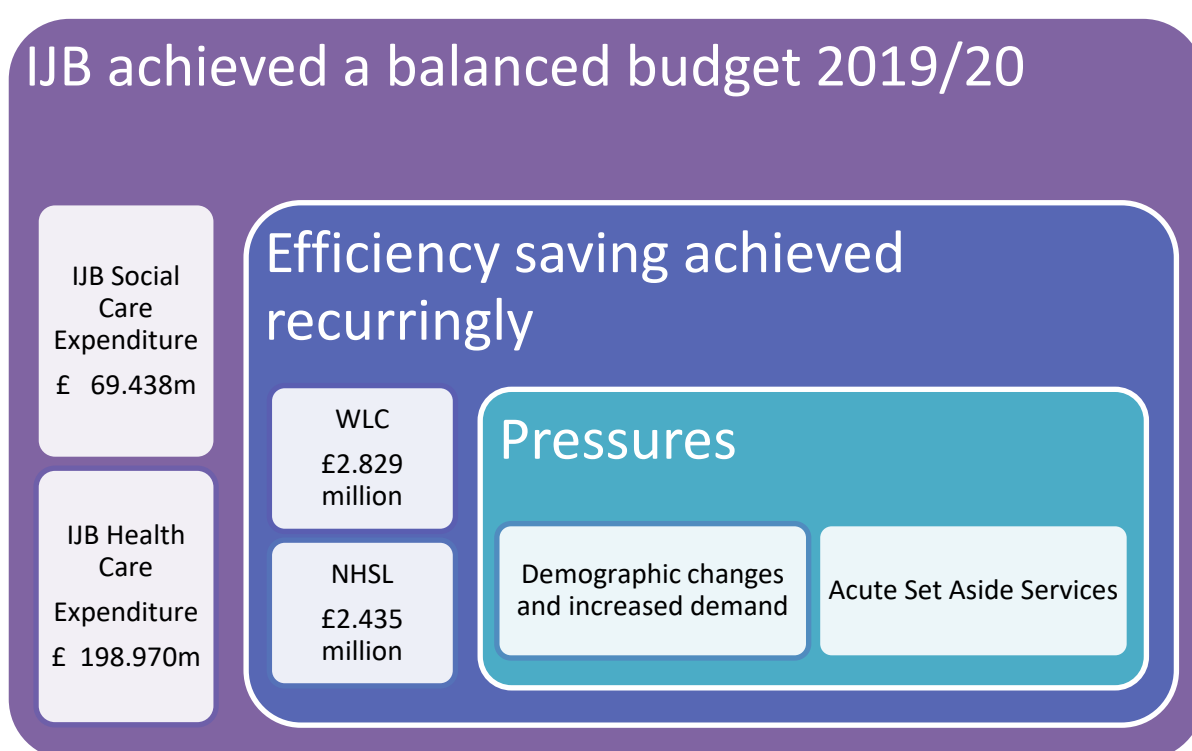 IJB achieved a balanced budget 2019/20
IJB Social
Care
Expenditure
£ 69.438m
IJB Health
Care
Expenditure
£ 198.970m
Efficiency saving achieved
recurringly
WLC
£2.829
million
NHSL
£2.435
million
Pressures
Demographic changes
and increased demand
Acute Set Aside Services